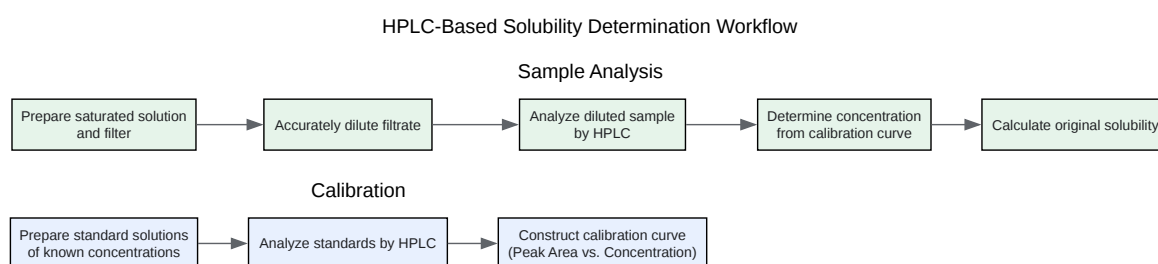 HPLC-Based Solubility Determination Workflow
Sample Analysis
Prepare saturated solution
and filter
Accurately dilute filtrate
Analyze diluted sample
by HPLC
Determine concentration
from calibration curve
Calculate original solubility
Calibration
Prepare standard solutions
of known concentrations
Analyze standards by HPLC
Construct calibration curve
(Peak Area vs. Concentration)